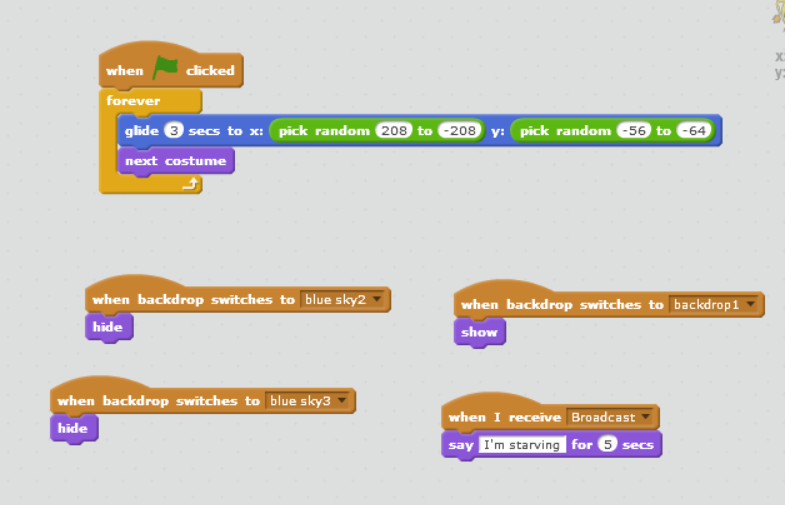 when clicked
forever
glide 3 secs to x: pick random 208 to -208 y: pick random -56 to -64
next costume
when backdrop switches to blue sky2
hide
when backdrop switches to backdrop1
show
when backdrop switches to blue sky3
hide
when I receive Broadcast
say I'm starving for 5 secs
x:
y: